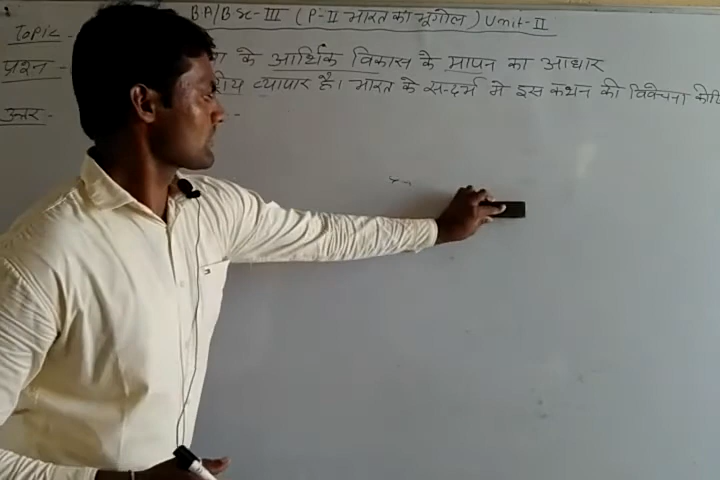 BA/BSC-III (P-II भारत का भूगोल) Unit-II
Topic -
प्रश्न - के आर्थिक विकास के मापन का आधार
व्यापार है। भारत के सन्दर्भ में इस कथन की विवेचना
उत्तर - -